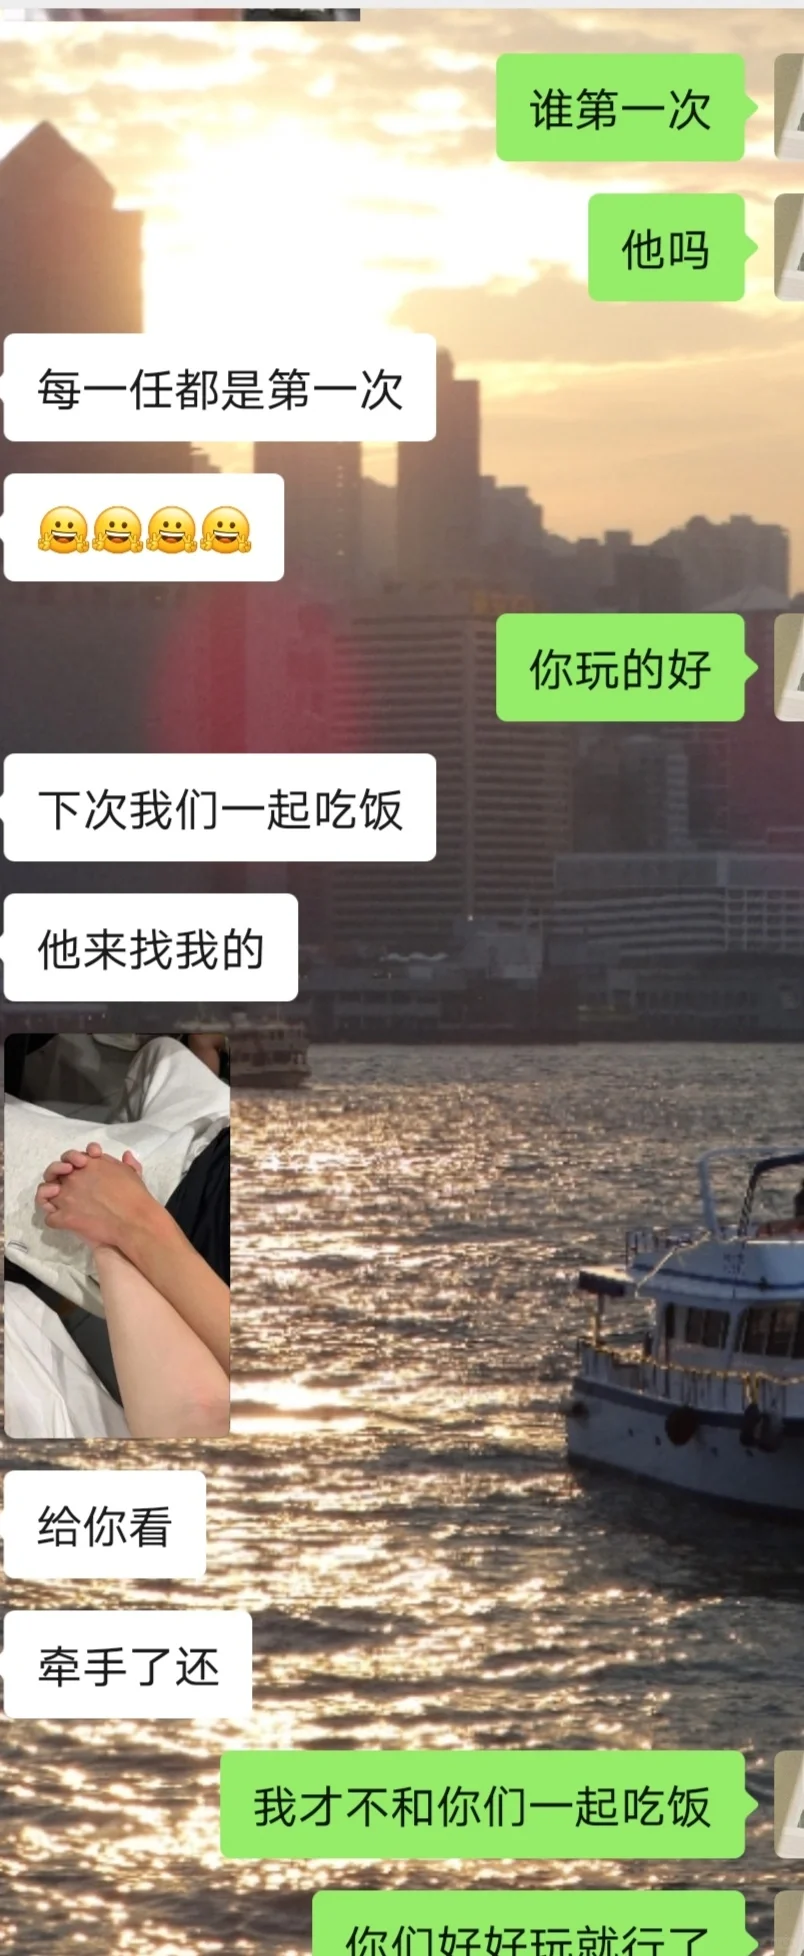 谁第一次
他吗
每一任都是第一次
🤗🤗🤗🤗
你玩的好
下次我们一起吃饭
他来找我的
给你看
牵手了还
我才不和你们一起吃饭
你们好好玩就行了